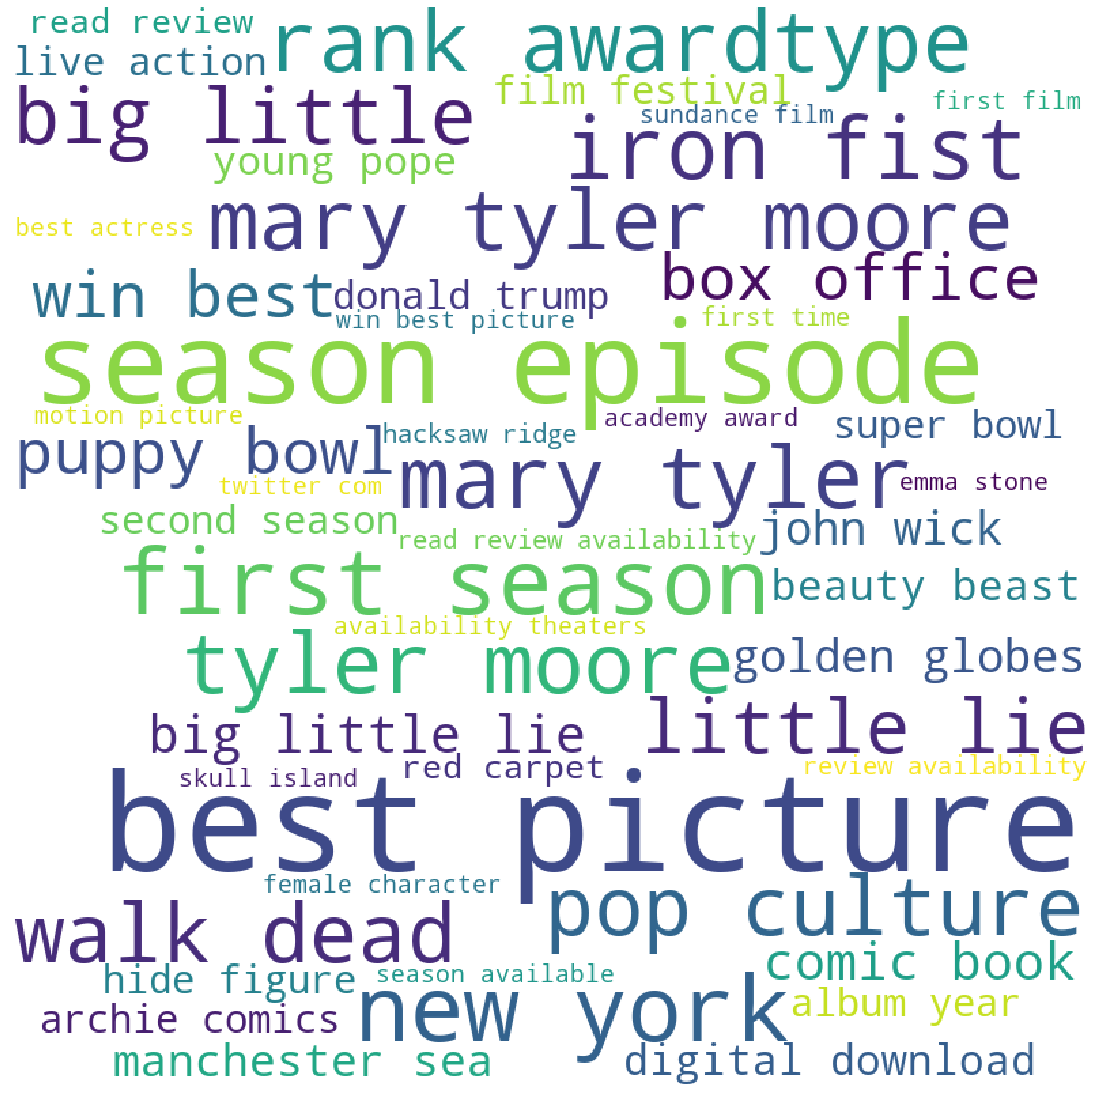 read review
rank awardtype
live action
film festival
big little
first film
sundance film
iron fist
young pope
mary tyler moore
best actress
box office
win best
donald trump
win best picture
first time
season episode
motion picture
academy award
super bowl
puppy bowl
hacksaw ridge
mary tyler
twitter com
emma stone
second season
john wick
read review availability
first season
beauty beast
availability theaters
tyler moore
golden globes
big little lie
little lie
red carpet
review availability
skull island
best picture
female character
pop culture
walk dead
comic book
hide figure
season available
new york
album year
archie comics
manchester sea
digital download